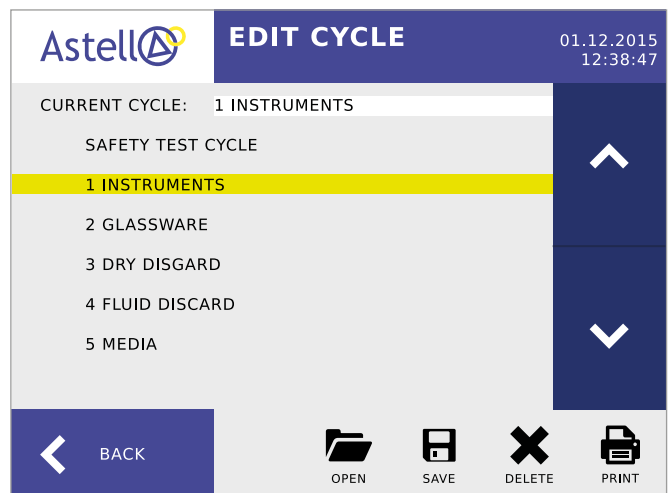 Astell
EDIT CYCLE
01.12.2015
12:38:47
CURRENT CYCLE: 1 INSTRUMENTS
SAFETY TEST CYCLE
1 INSTRUMENTS
2 GLASSWARE
3 DRY DISGARD
4 FLUID DISCARD
5 MEDIA
BACK
OPEN
SAVE
DELETE
PRINT